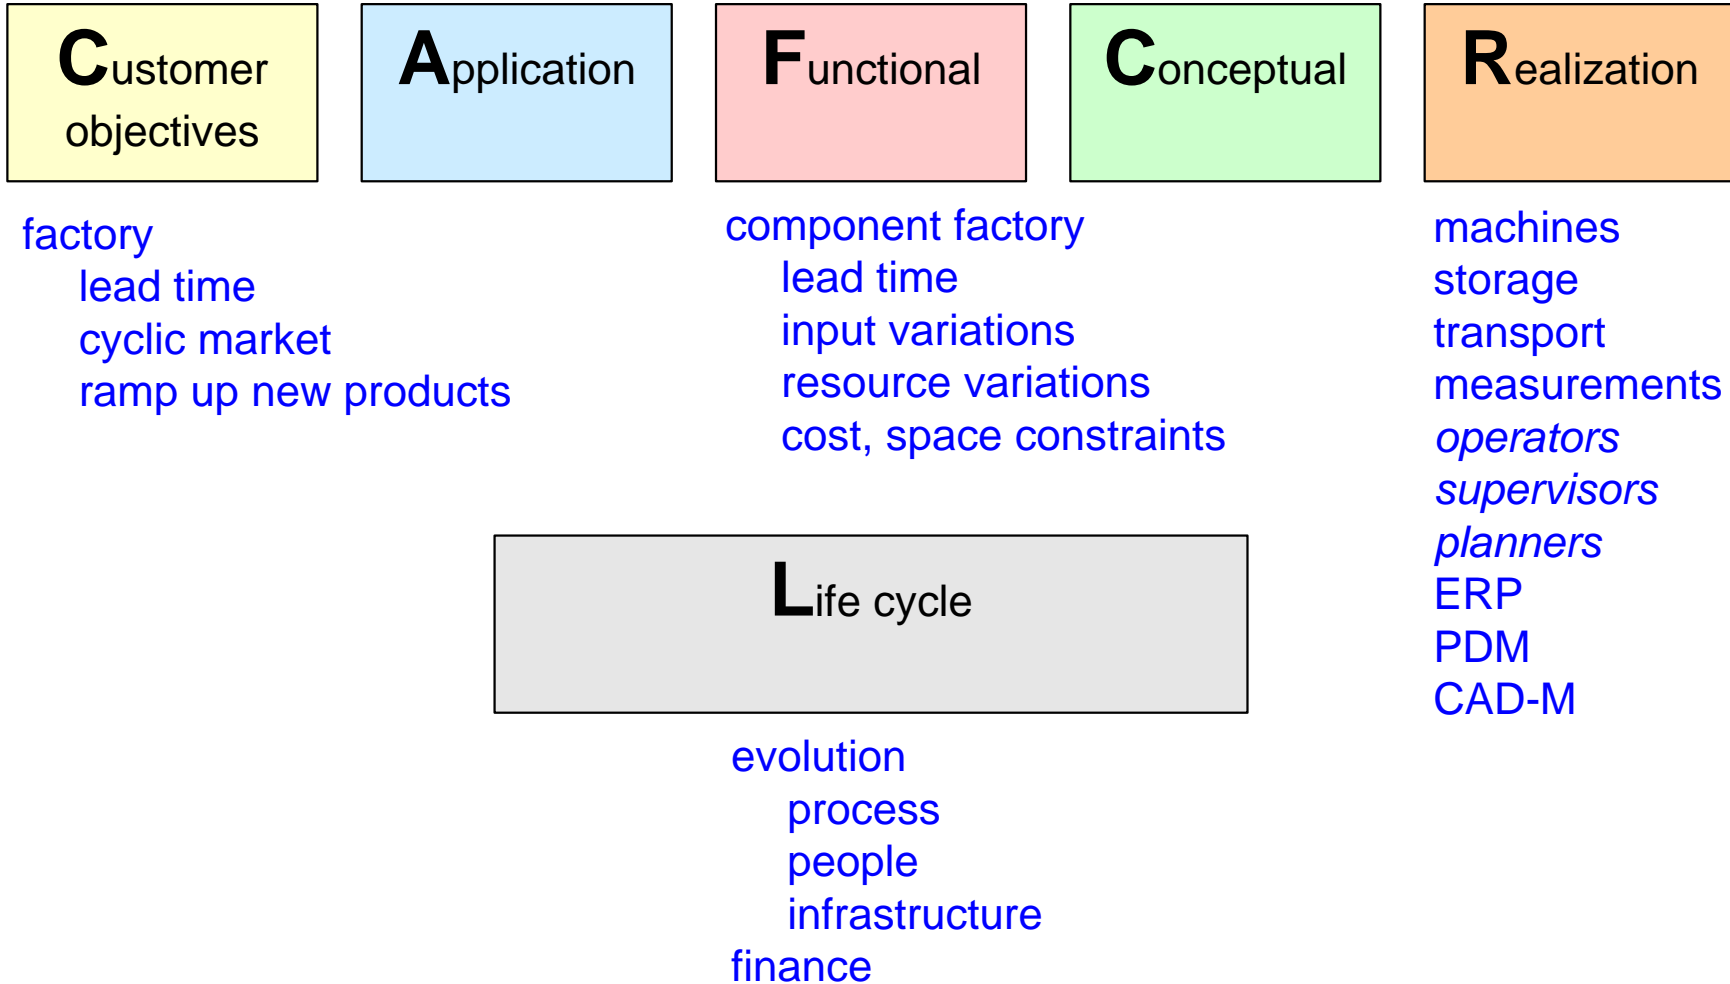 Customer
objectives
Application
Functional
Conceptual
Realization
factory
lead time
cyclic market
ramp up new products
component factory
lead time
input variations
resource variations
cost, space constraints
machines
storage
transport
measurements
operators
supervisors
planners
ERP
PDM
CAD-M
Life cycle
evolution
process
people
infrastructure
finance